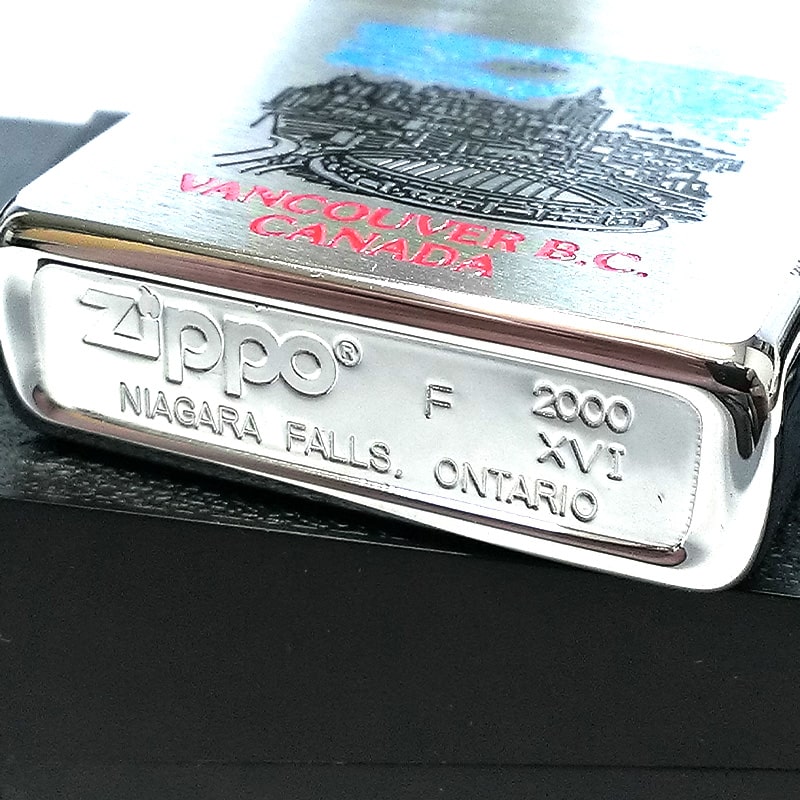 VANCOUVER B.C.
CANADA
Zippo® F 2000
NIAGARA FALLS, ONTARIO XVI